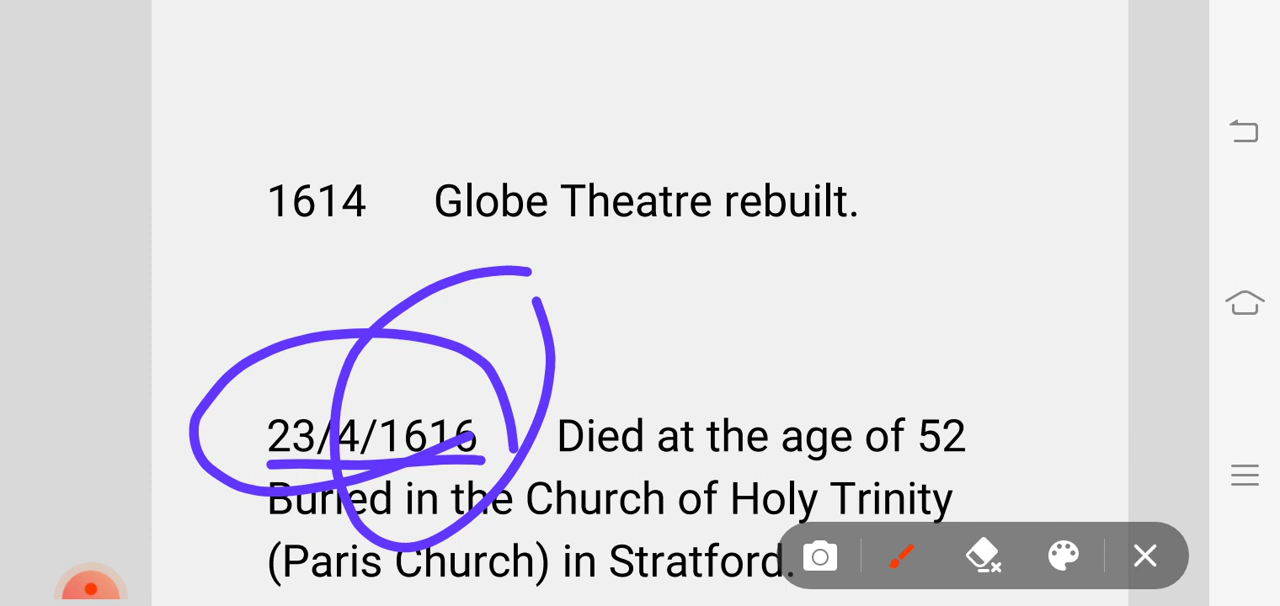 1614 Globe Theatre rebuilt.
23/4/1616 Died at the age of 52
Buried in the Church of Holy Trinity
(Paris Church) in Stratford.